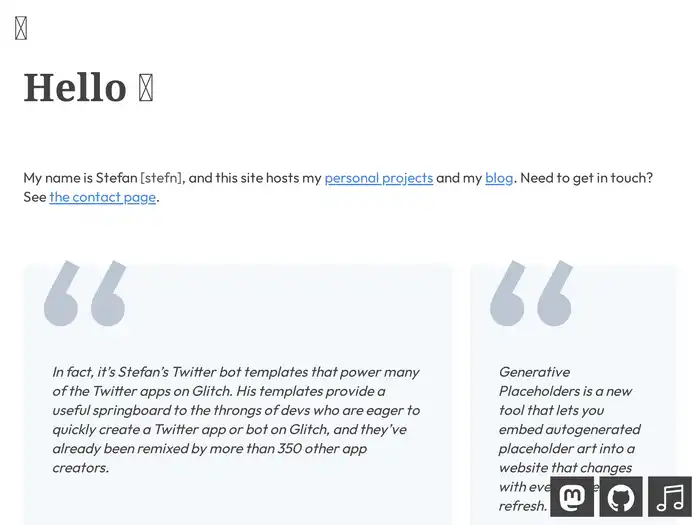 Hello
My name is Stefan [stefn], and this site hosts my personal projects and my blog. Need to get in touch?
See the contact page.
In fact, it's Stefan's Twitter bot templates that power many
of the Twitter apps on Glitch. His templates provide a
useful springboard to the throngs of devs who are eager to
quickly create a Twitter app or bot on Glitch, and they've
already been remixed by more than 350 other app
creators.
Generative
Placeholders is a new
tool that lets you
embed autogenerated
placeholder art into a
website that changes
with
refresh.